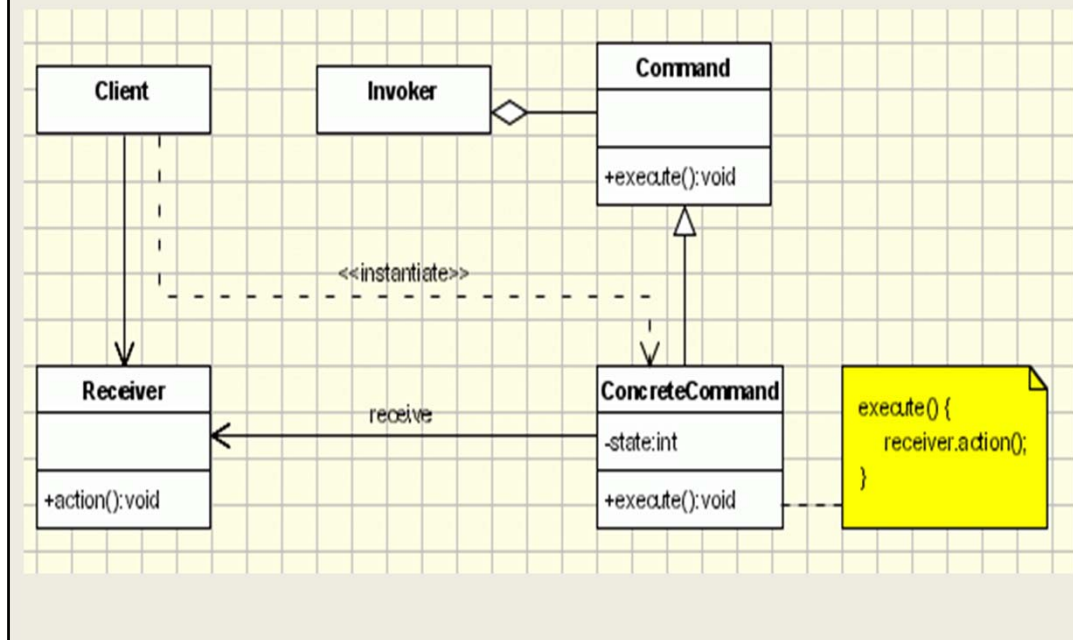 Client
Invoker
Command
+execute():void
<<instantiate>>
Receiver
+action():void
receive
ConcreteCommand
-state:int
+execute():void
execute() {
receiver.action();
}